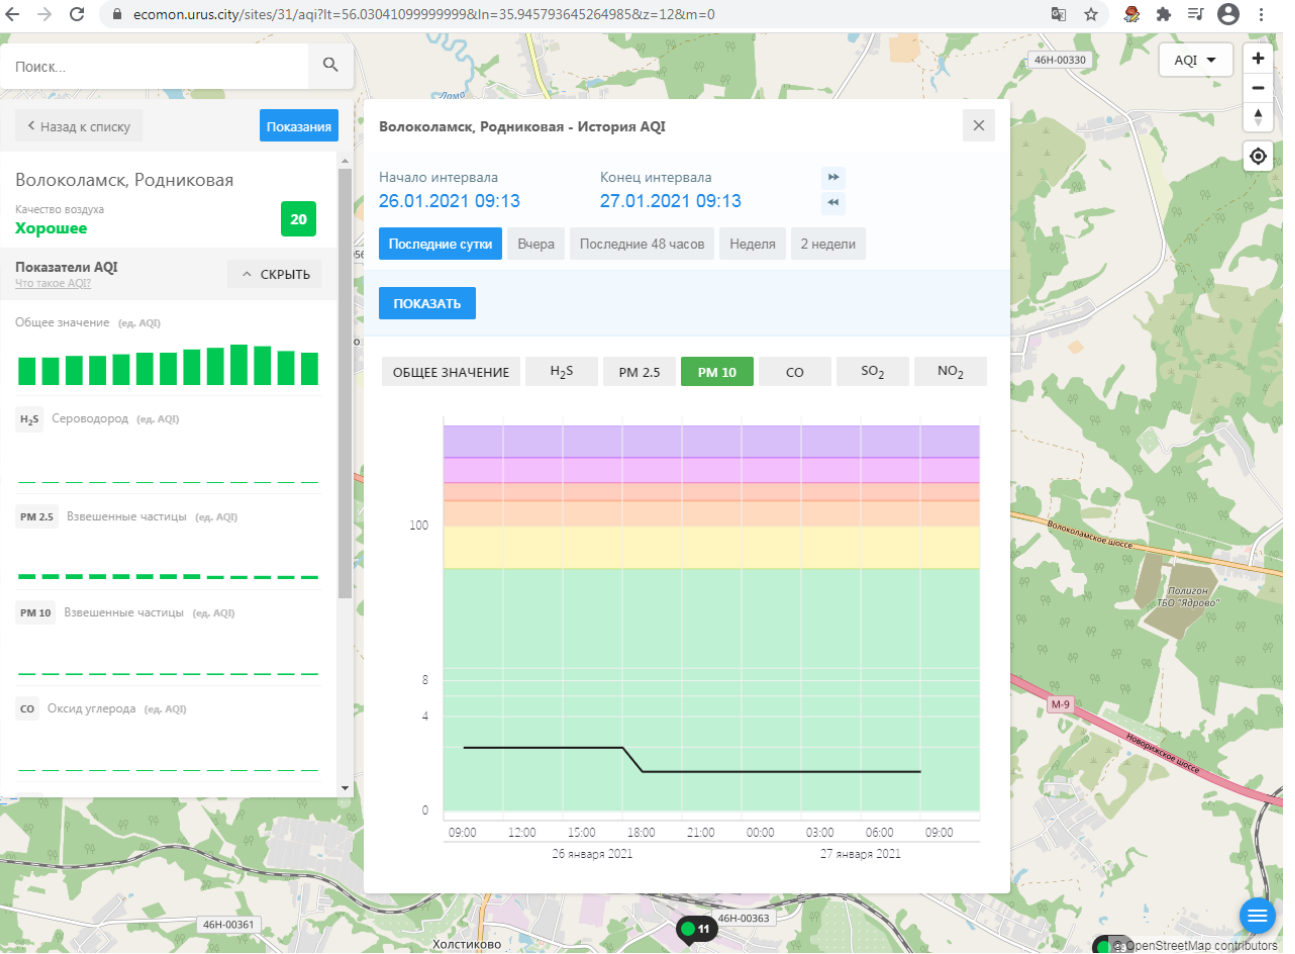 ecomon.urus.city/sites/31/aqi?lt=56.03041099999999&ln=35.945793645264985&z=12&m=0
Поиск...
46Н-00330
AQI
Назад к списку
Показания
Волоколамск, Родниковая - История AQI
Волоколамск, Родниковая
Качество воздуха
Хорошее
20
Начало интервала
Конец интервала
26.01.2021 09:13
27.01.2021 09:13
Последние сутки
Вчера
Последние 48 часов
Неделя
2 недели
Показатели AQI
Что такое AQI?
СКРЫТЬ
ПОКАЗАТЬ
Общее значение (ед. AQI)
ОБЩЕЕ ЗНАЧЕНИЕ
H2S
PM 2.5
PM 10
CO
SO2
NO2
H2S Сероводород (ед. AQI)
PM 2.5 Взвешенные частицы (ед. AQI)
PM 10 Взвешенные частицы (ед. AQI)
CO Оксид углерода (ед. AQI)
100
8
4
0
09:00 12:00 15:00 18:00 21:00 00:00 03:00 06:00 09:00
26 января 2021
27 января 2021
Волоколамское шоссе
Полигон
ТБО "Ядрово"
М-9
Новорижское шоссе
46Н-00361
11
46Н-00363
Холстиково
© OpenStreetMap contributors